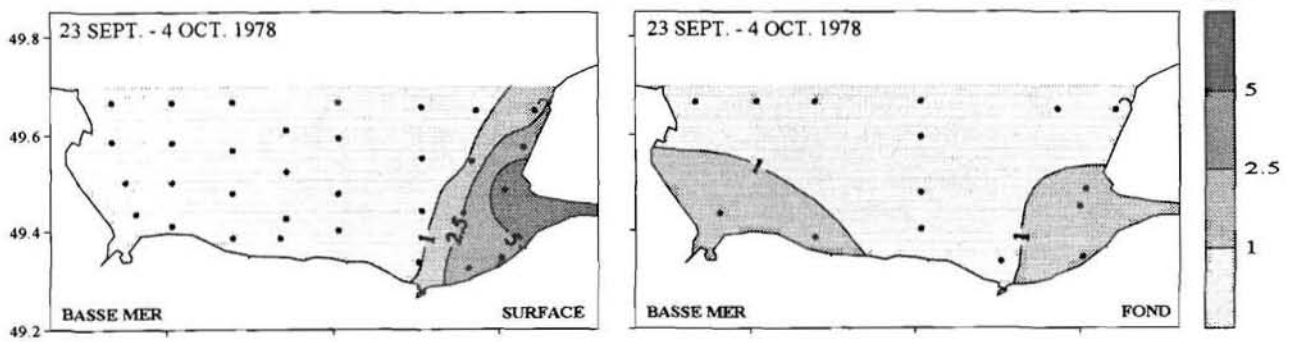 23 SEPT. - 4 OCT. 1978
49.8
49.6
49.4
49.2
1
2.5
5
BASSE MER
SURFACE
23 SEPT. - 4 OCT. 1978
1
1
BASSE MER
FOND
5
2.5
1